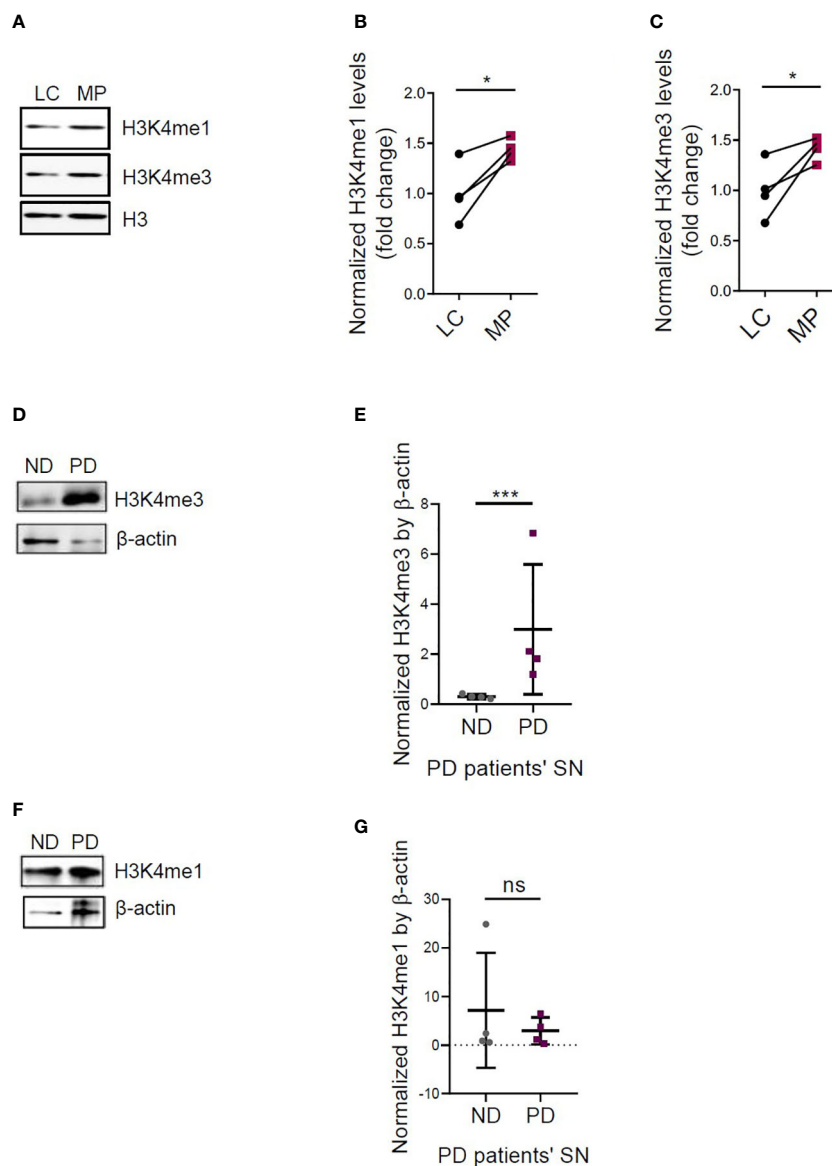 A
LC MP
H3K4me1
H3K4me3
H3
B
Normalized H3K4me1 levels
(fold change)
2.0
1.5
1.0
0.5
0.0
*
LC
MP
C
Normalized H3K4me3 levels
(fold change)
2.0
1.5
1.0
0.5
0.0
*
LC
MP
D
ND PD
H3K4me3
β-actin
E
Normalized H3K4me3 by β-actin
8
6
4
2
0
***
ND PD
PD patients' SN
F
ND PD
H3K4me1
β-actin
G
Normalized H3K4me1 by β-actin
30
20
10
0
-10
ns
ND PD
PD patients' SN